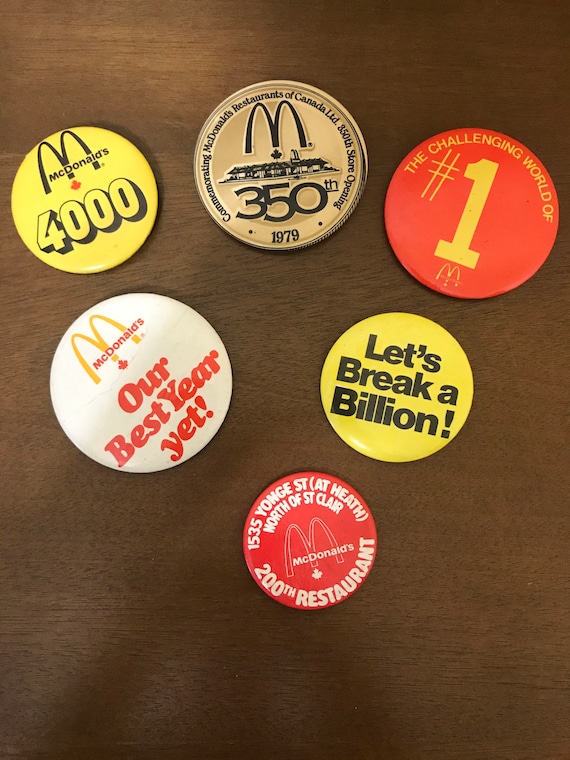 McDonald's
4000
Commemorating McDonald's Restaurants of Canada Ltd. 350th Store Opening
350th
· 1979 ·
THE CHALLENGING WORLD OF
#1
McDonald's
Our
Best Year
yet!
Let's
Break a
Billion!
1535 YONGE ST (AT HEATH)
NORTH OF ST CLAIR
McDonald's
200TH RESTAURANT